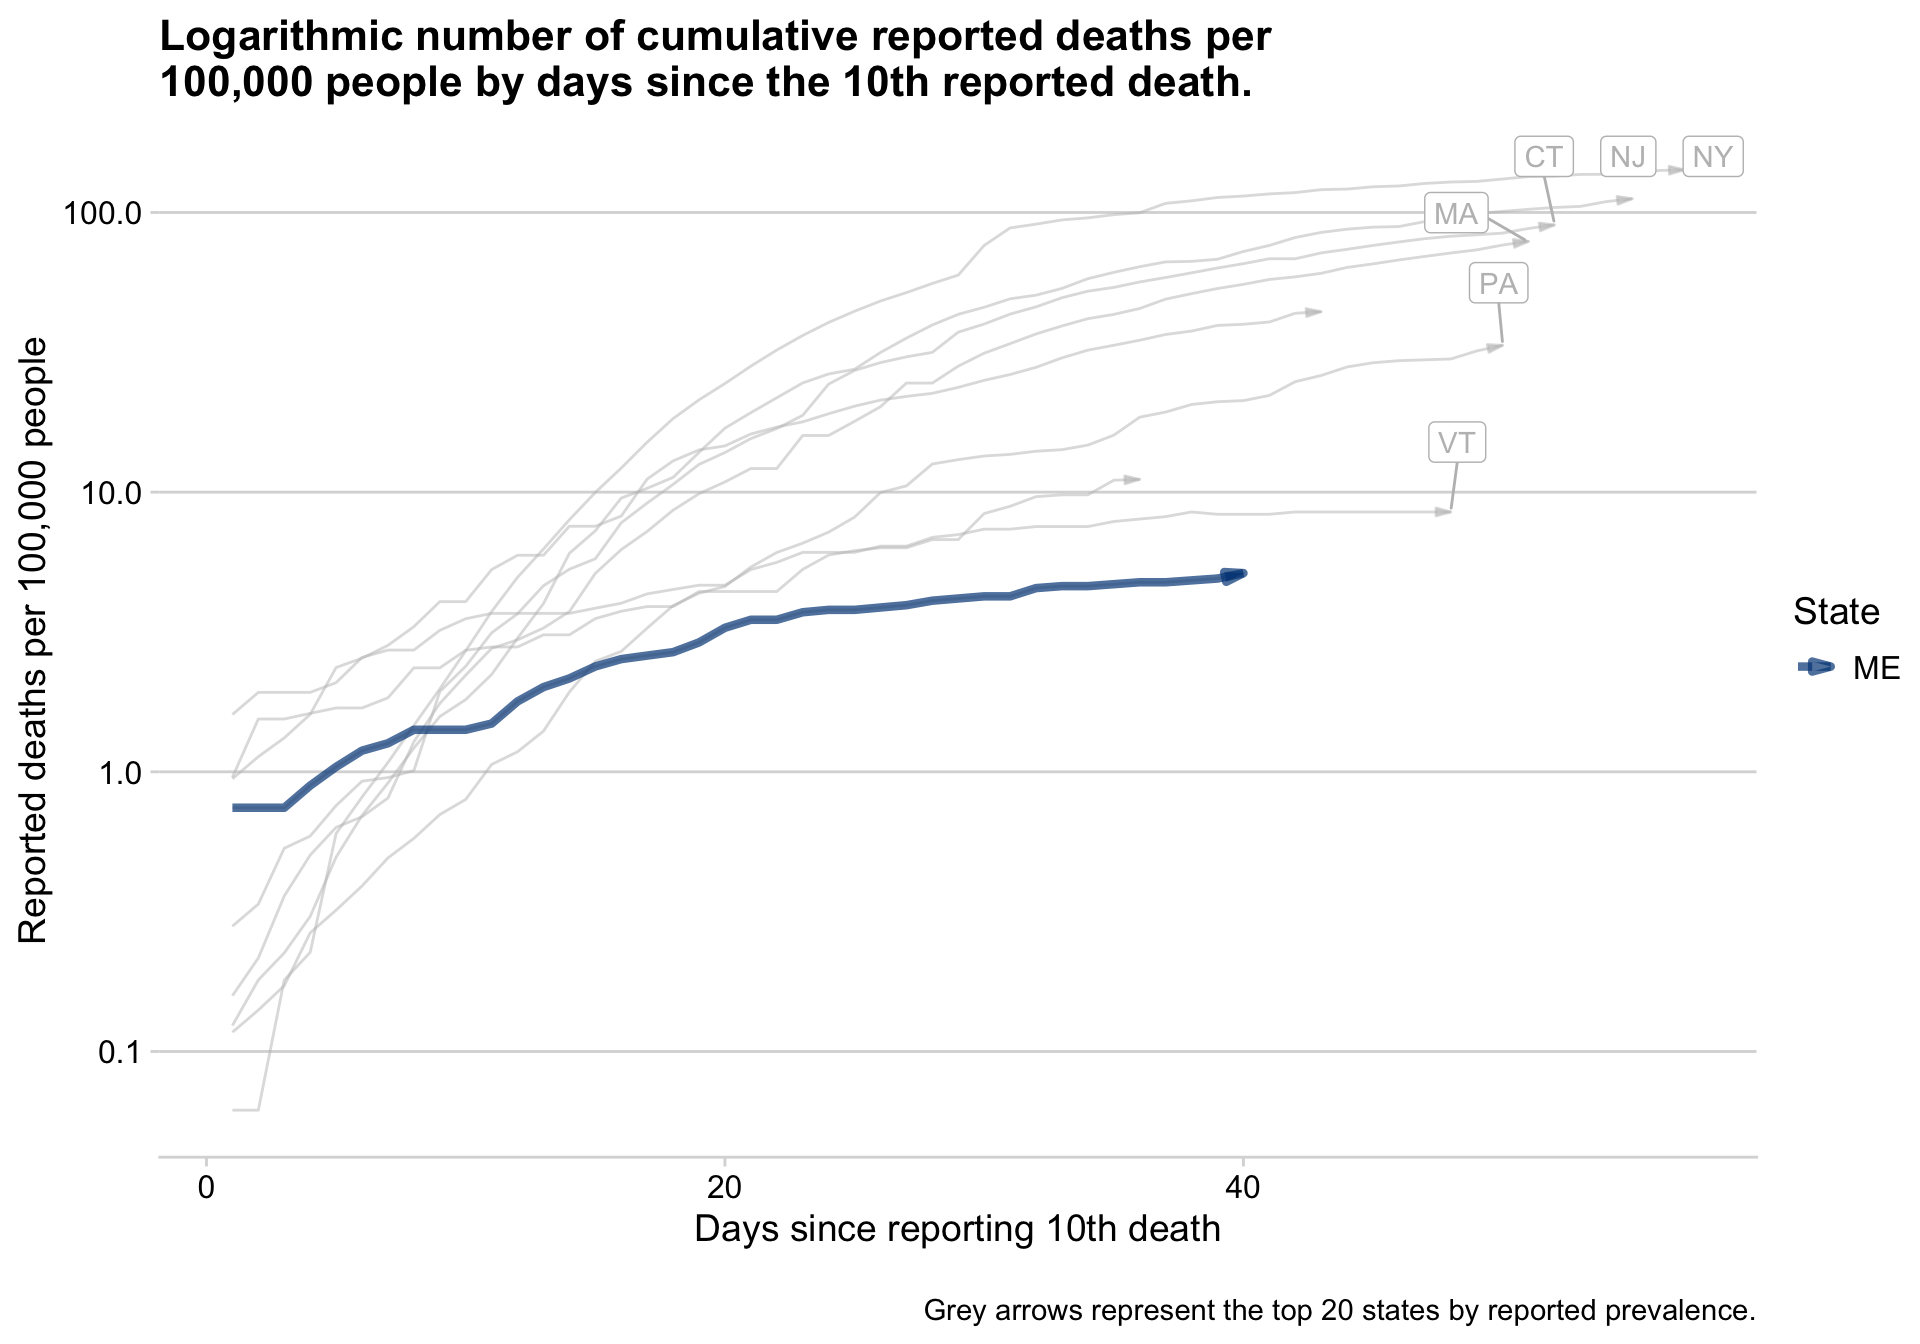 Logarithmic number of cumulative reported deaths per
100,000 people by days since the 10th reported death.
CT
NJ
NY
MA
PA
VT
100.0
10.0
1.0
0.1
Reported deaths per 100,000 people
State
ME
0
20
40
Days since reporting 10th death
Grey arrows represent the top 20 states by reported prevalence.